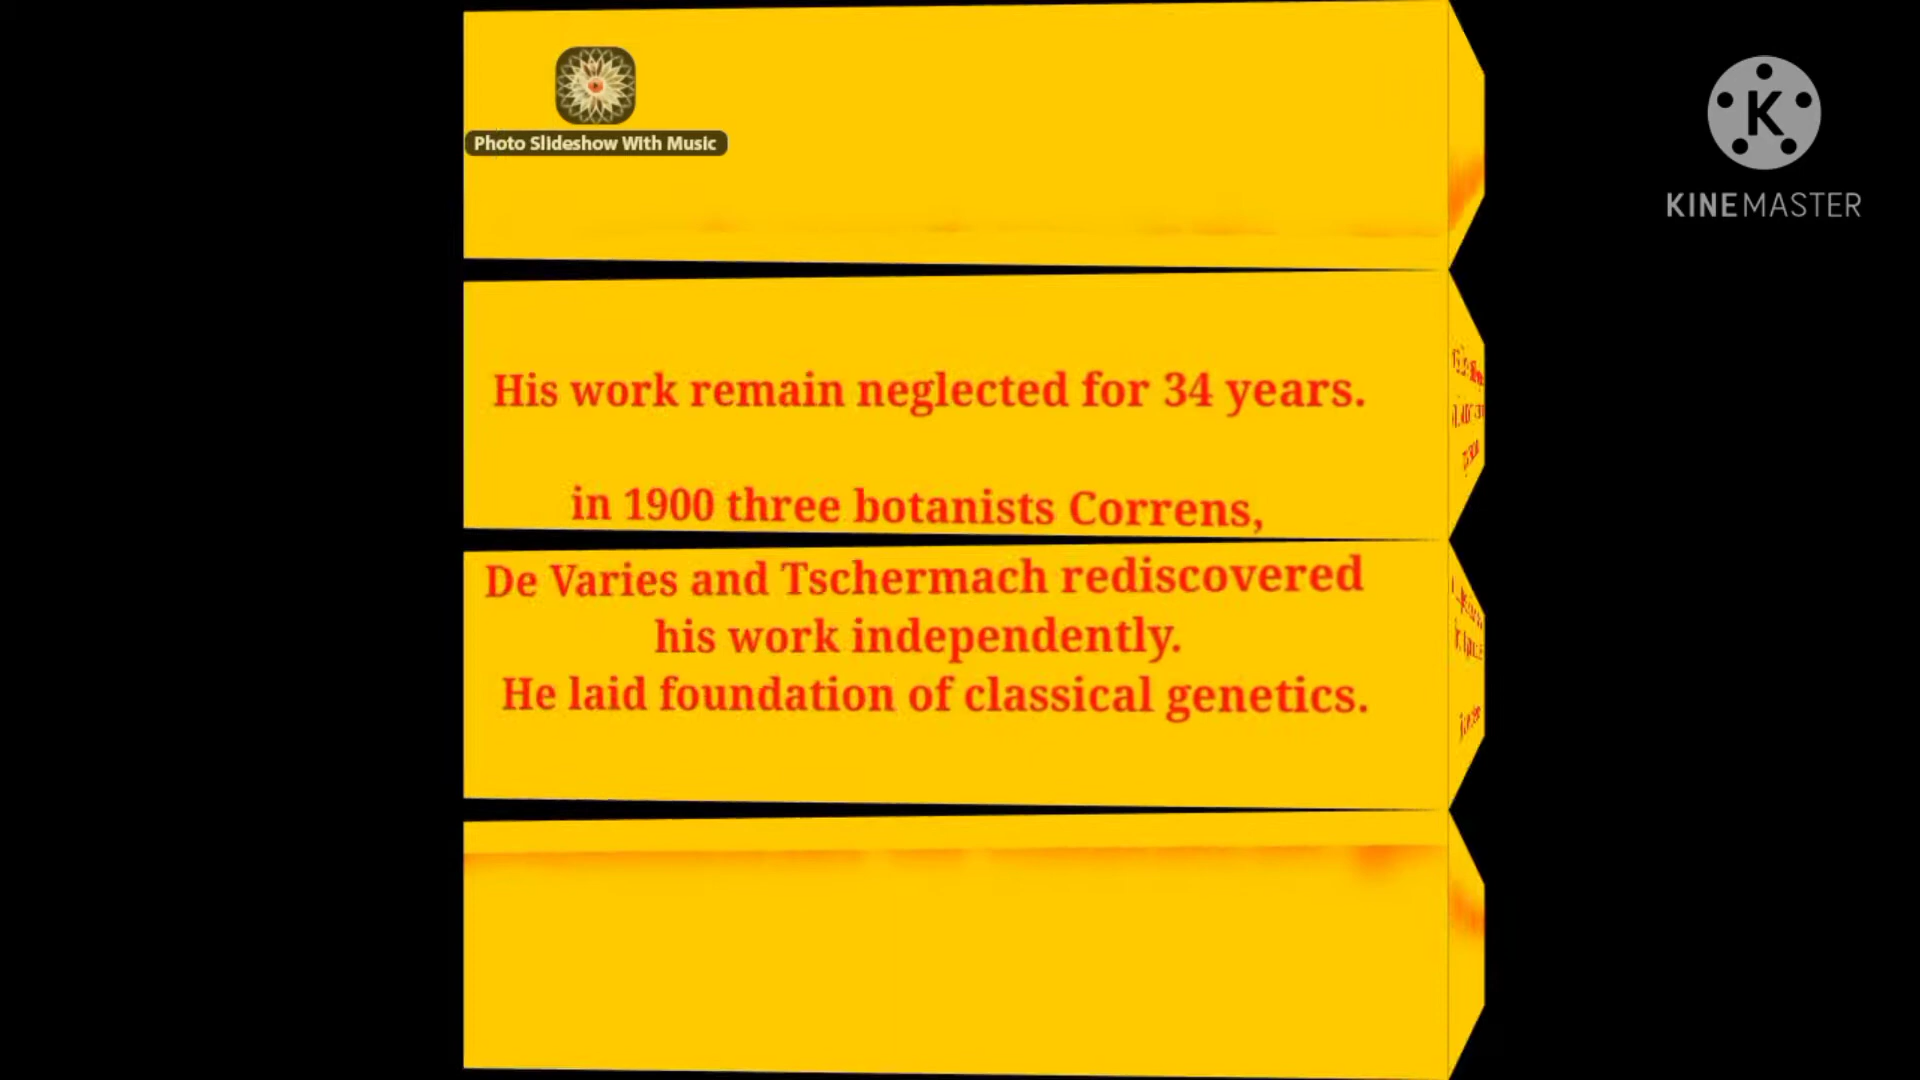 Photo Slideshow With Music
K
KINEMASTER
His work remain neglected for 34 years.
in 1900 three botanists Correns,
De Varies and Tschermach rediscovered
his work independently.
He laid foundation of classical genetics.